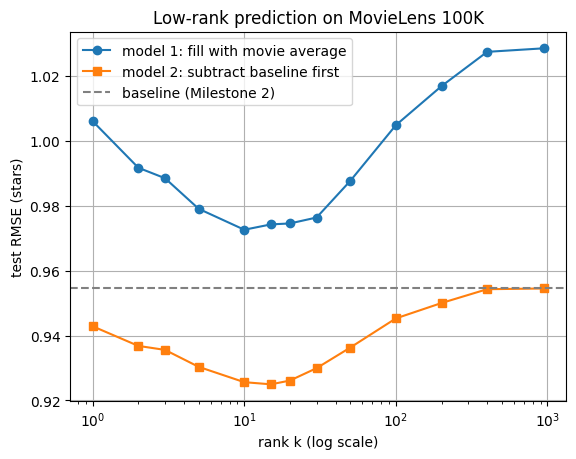 Low-rank prediction on MovieLens 100K
model 1: fill with movie average
model 2: subtract baseline first
baseline (Milestone 2)
test RMSE (stars)
1.02
1.00
0.98
0.96
0.94
0.92
10⁰ 10¹ 10² 10³
rank k (log scale)